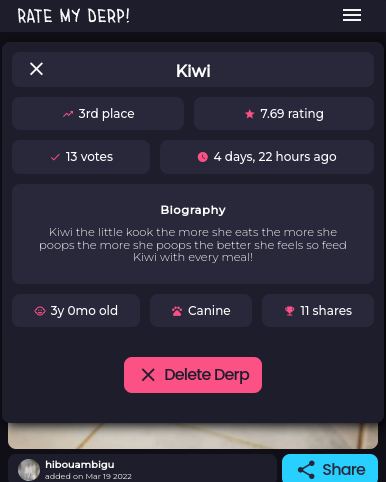 RATE MY DERP!
Kiwi
3rd place
7.69 rating
13 votes
4 days, 22 hours ago
Biography
Kiwi the little kook the more she eats the more she
poops the more she poops the better she feels so feed
Kiwi with every meal!
3y 0mo old
Canine
11 shares
Delete Derp
hibouambigu
added on Mar 19 2022
Share